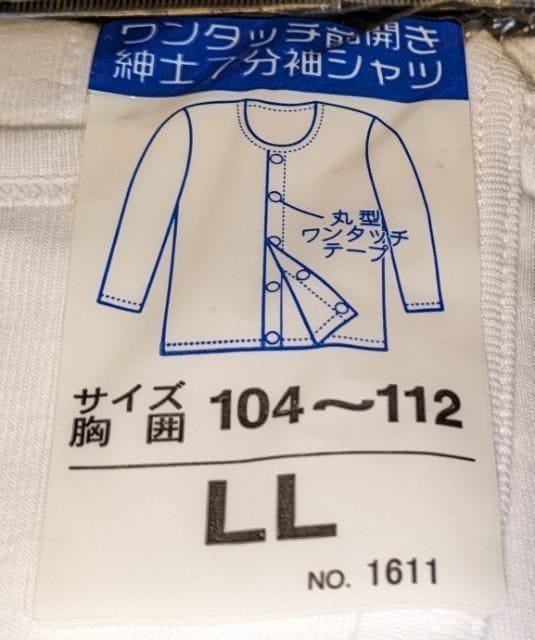 ワンタッチ前開き
紳士7分袖シャツ
丸型
ワンタッチ
テープ
サイズ
胸囲 104～112
LL
NO. 1611